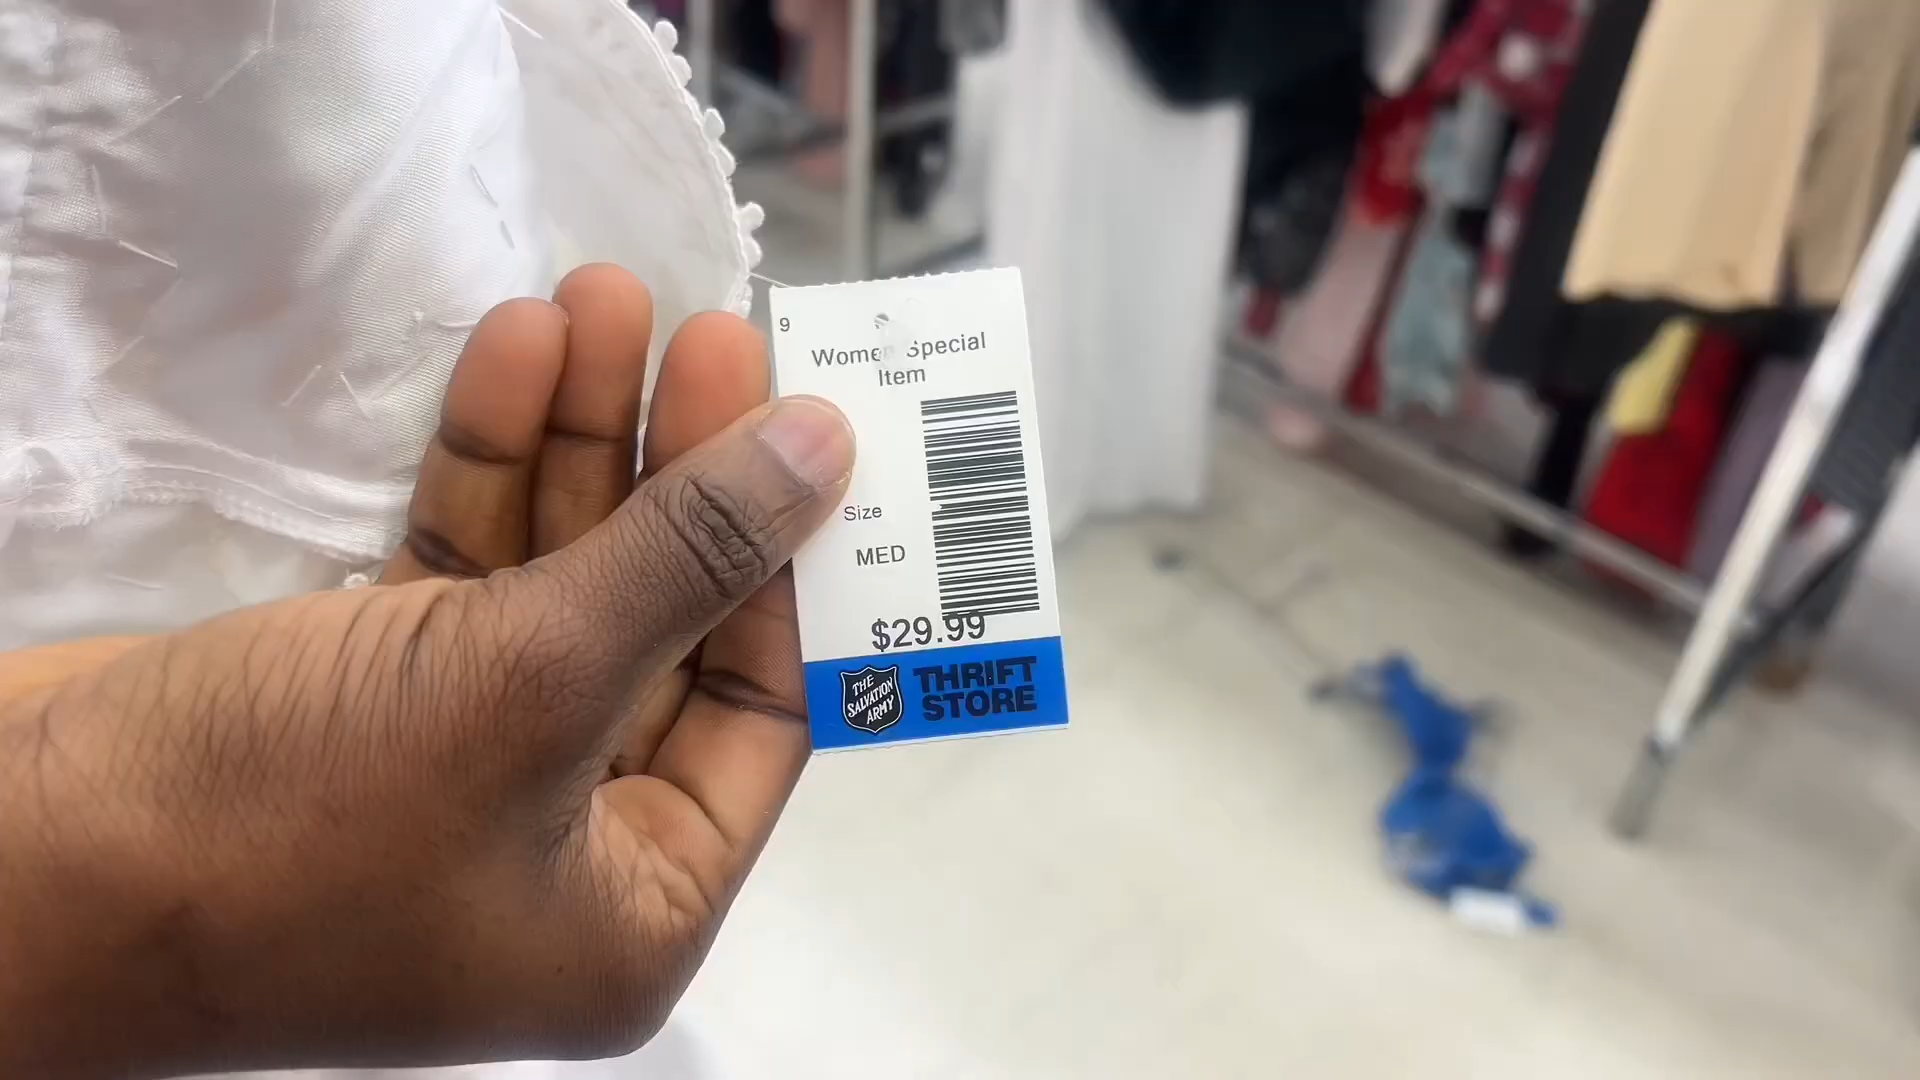 9
Women Special
Item
Size
MED
$29.99
THE
SALVATION
ARMY
THRIFT
STORE